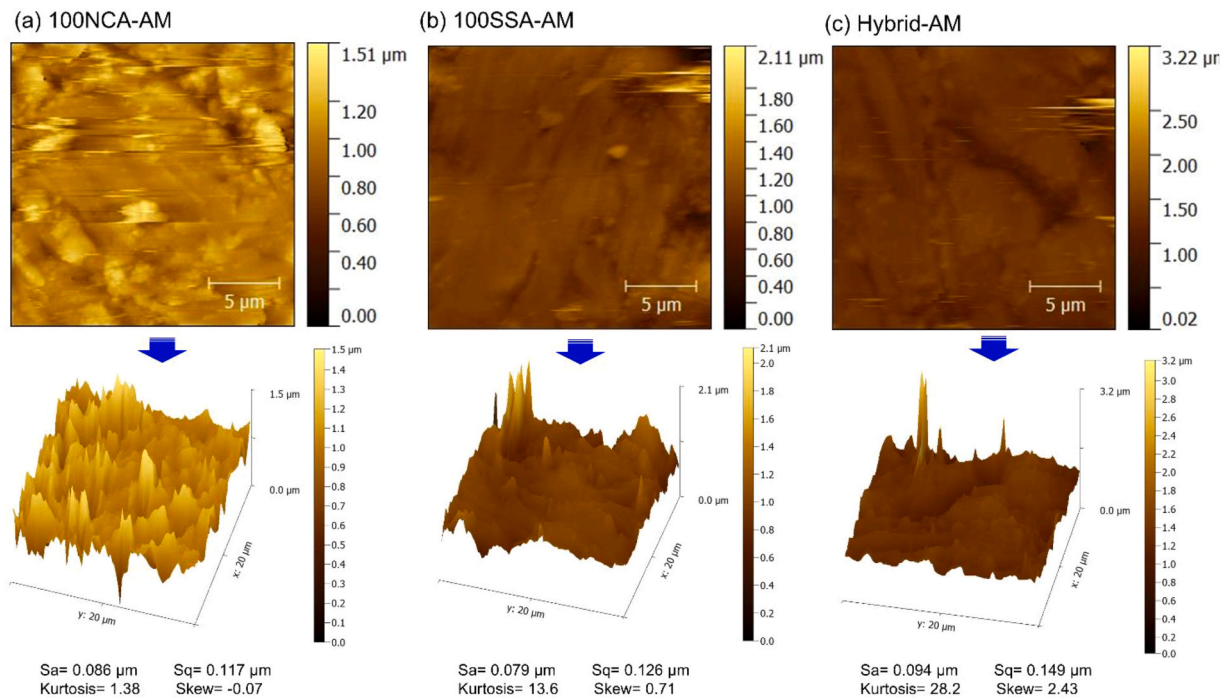 (a) 100NCA-AM
1.51 µm
1.20
1.00
0.80
0.60
0.40
0.00
5 µm
1.5 µm
1.4
1.3
1.2
1.1
1.0
0.9
0.8
0.7
0.6
0.5
0.4
0.3
0.2
0.1
0.0
1.5 µm
0.0 µm
x: 20 µm
y: 20 µm
Sa= 0.086 µm Sq= 0.117 µm
Kurtosis= 1.38 Skew= -0.07
(b) 100SSA-AM
2.11 µm
1.80
1.60
1.40
1.20
1.00
0.80
0.60
0.00
5 µm
2.1 µm
2.0
1.8
1.6
1.4
1.2
1.0
0.8
0.6
0.4
0.2
0.0
2.1 µm
0.0 µm
x: 20 µm
y: 20 µm
Sa= 0.079 µm Sq= 0.126 µm
Kurtosis= 13.6 Skew= 0.71
(c) Hybrid-AM
3.22 µm
2.50
2.00
1.50
1.00
0.02
5 µm
3.2 µm
3.0
2.8
2.6
2.4
2.2
2.0
1.8
1.6
1.4
1.2
1.0
0.8
0.6
0.4
0.2
0.0
3.2 µm
0.0 µm
x: 20 µm
y: 20 µm
Sa= 0.094 µm Sq= 0.149 µm
Kurtosis= 28.2 Skew= 2.43